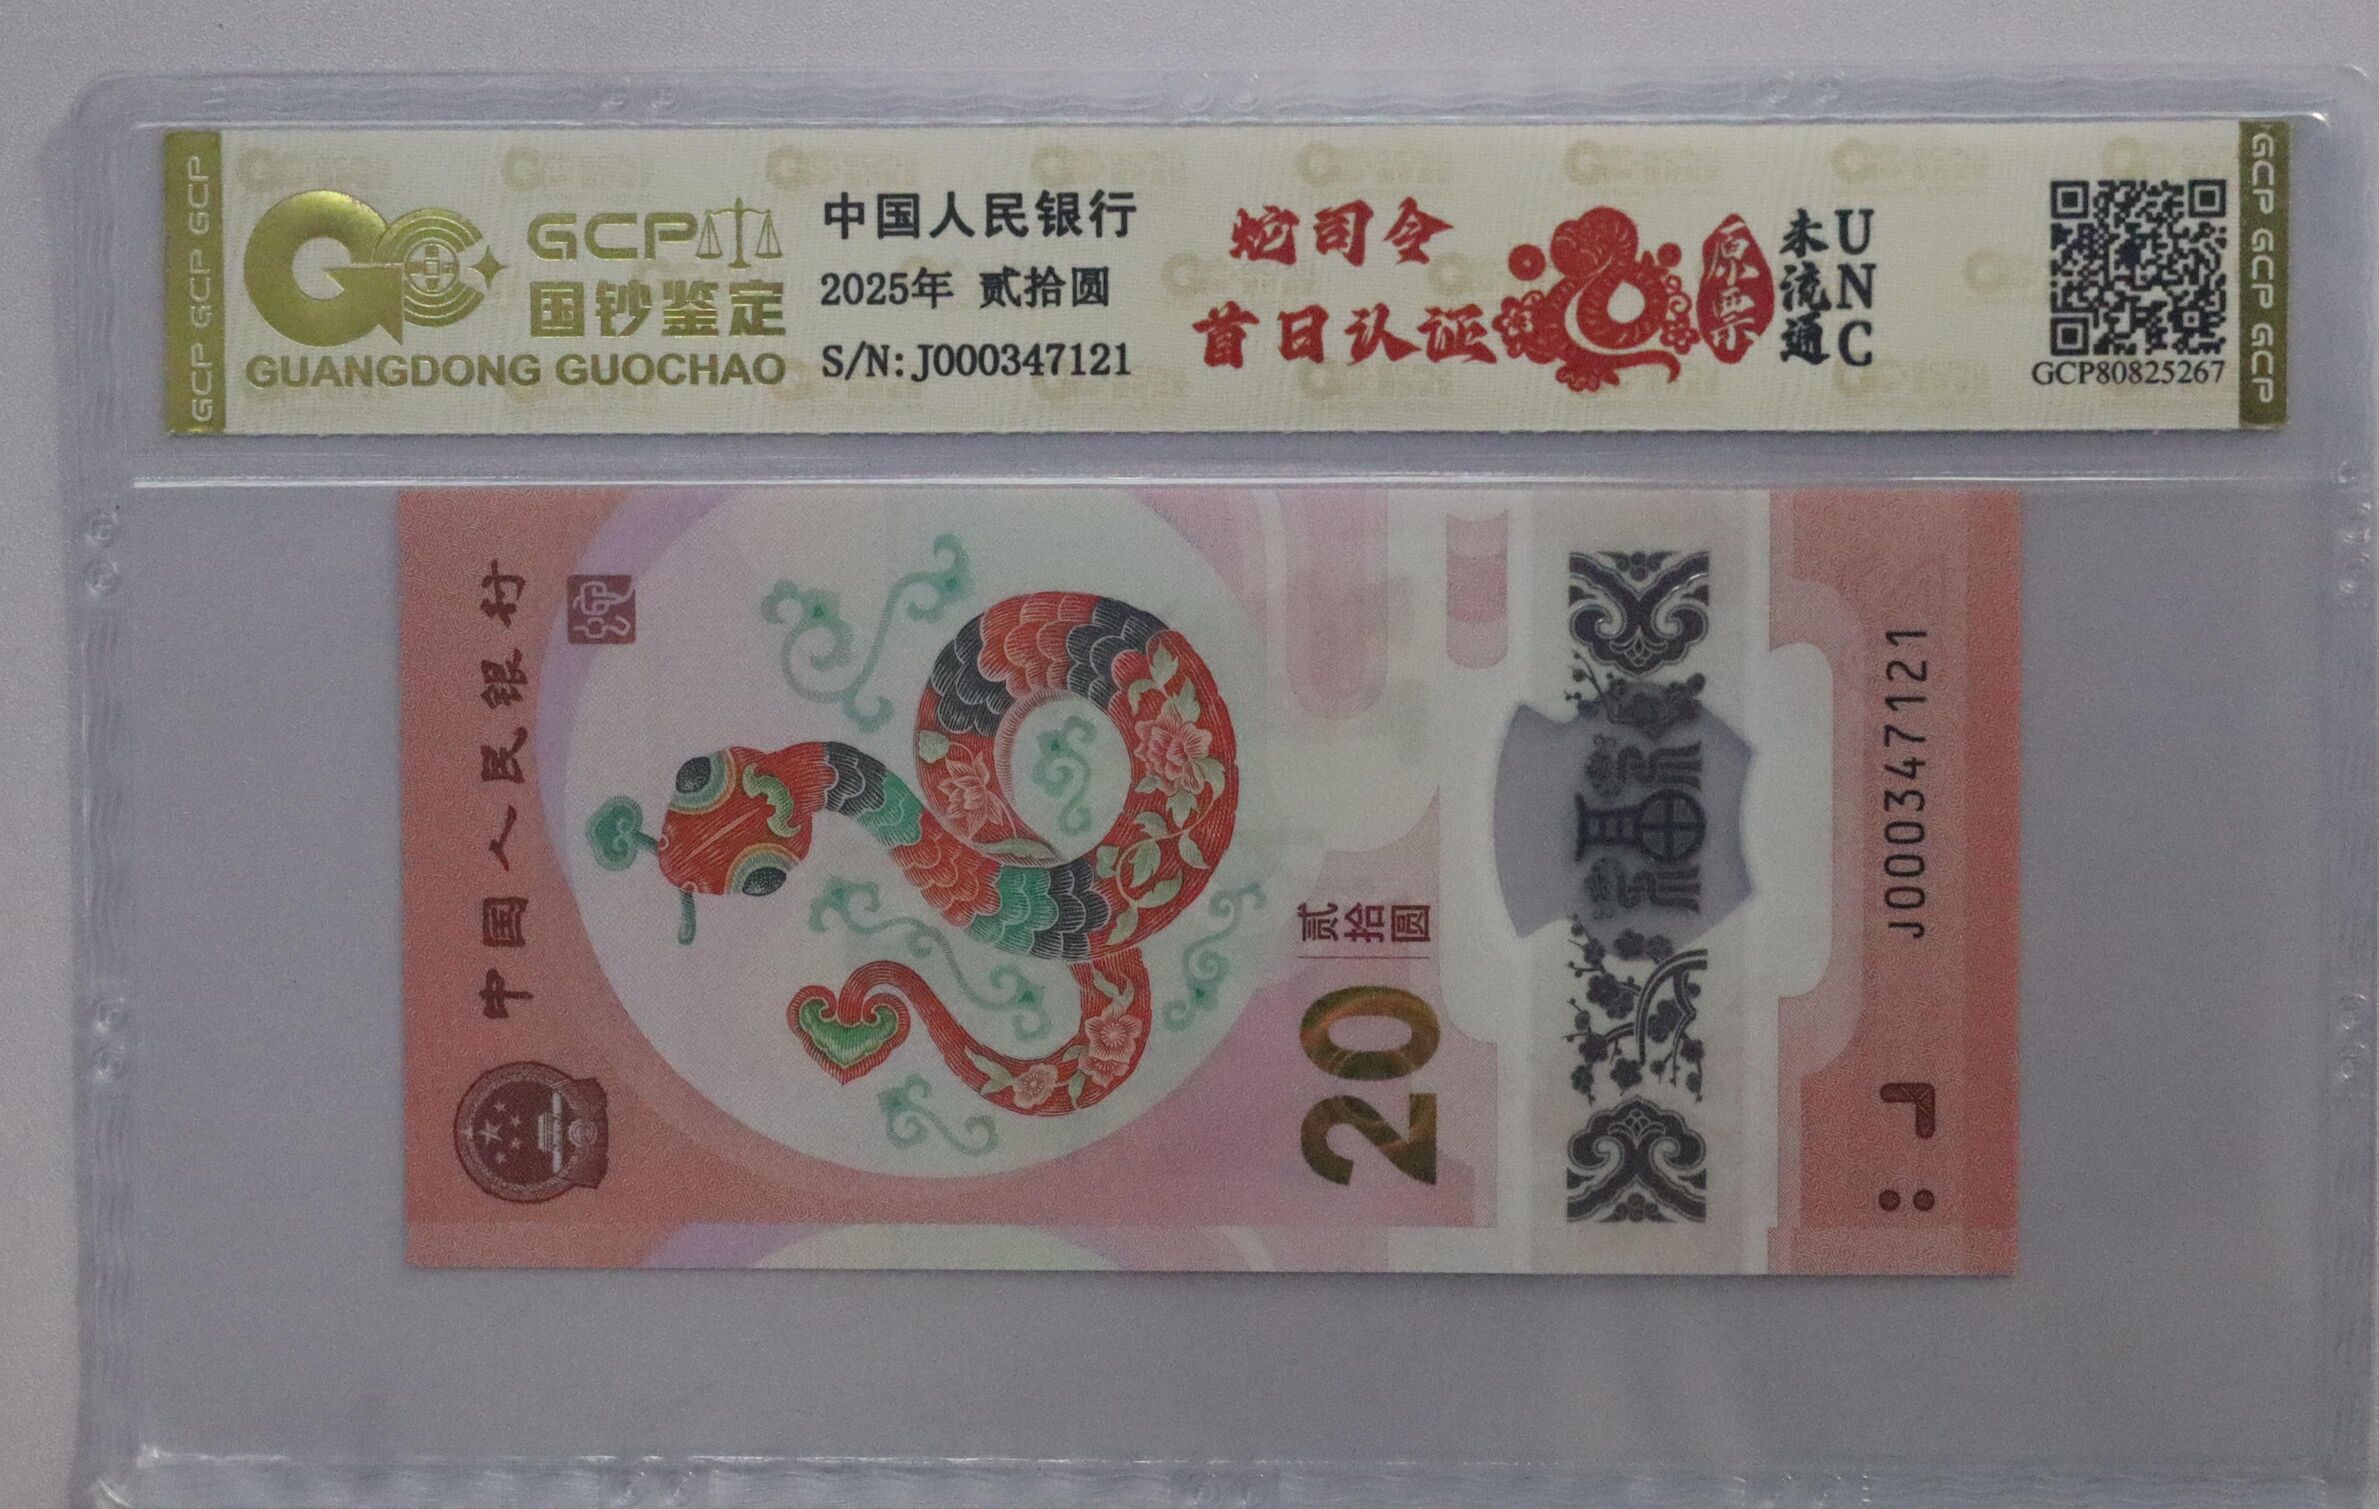 GCP GCP GCP
GCP
国钞鉴定
GUANGDONG GUOCHAO
中国人民银行
2025年 贰拾圆
S/N: J000347121
蛇司令
首日认证
原票
未流通
UNC
GCP80825267
GCP GCP GCP
中国人民银行
贰拾圆
20
福
J000347121